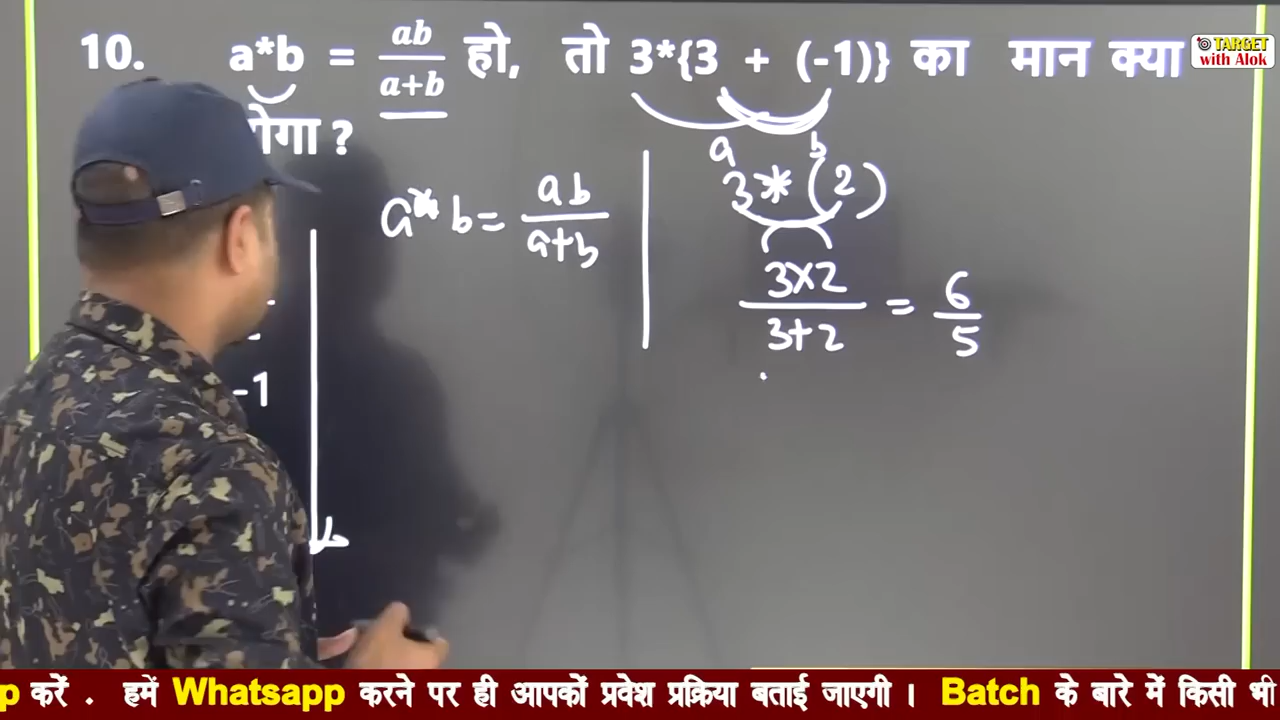 10. a*b = ab/a+b हो, तो 3*{3 + (-1)} का मान क्या
?
TARGET
with Alok
a*b = ab/a+b
a b
3*(2)
3×2/3+2 = 6/5
-1
करें . हमें Whatsapp करने पर ही आपकों प्रवेश प्रक्रिया बताई जाएगी । Batch के बारे में किसी भी